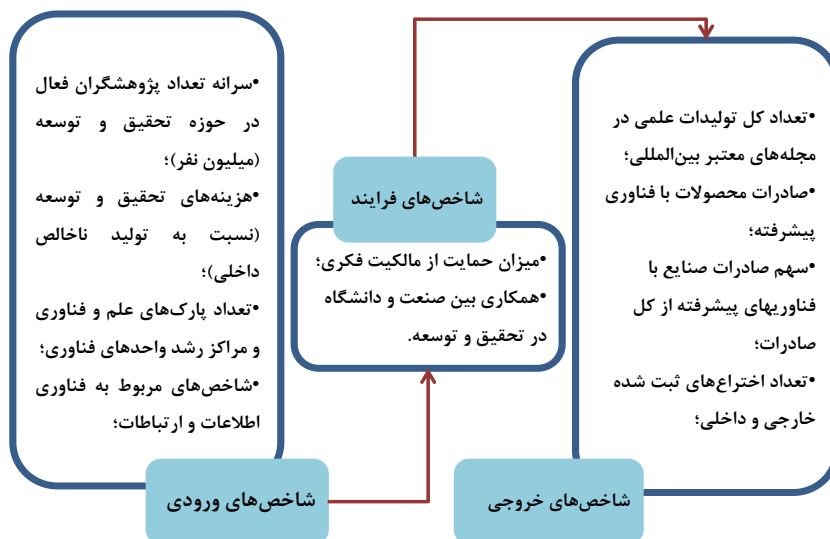 •سرانه تعداد پژوهشگران فعال
در حوزه تحقیق و توسعه
(میلیون نفر)؛
•هزینه‌های تحقیق و توسعه
(نسبت به تولید ناخالص
داخلی)؛
•تعداد پارک‌های علم و فناوری
و مراکز رشد واحدهای فناوری؛
•شاخص‌های مربوط به فناوری
اطلاعات و ارتباطات؛
شاخص‌های ورودی
شاخص‌های فرایند
•میزان حمایت از مالکیت فکری؛
•همکاری بین صنعت و دانشگاه
در تحقیق و توسعه.
•تعداد کل تولیدات علمی در
مجله‌های معتبر بین‌المللی؛
•صادرات محصولات با فناوری
پیشرفته؛
•سهم صادرات صنایع با
فناوریهای پیشرفته از کل
صادرات؛
•تعداد اختراع‌های ثبت شده
خارجی و داخلی؛
شاخص‌های خروجی